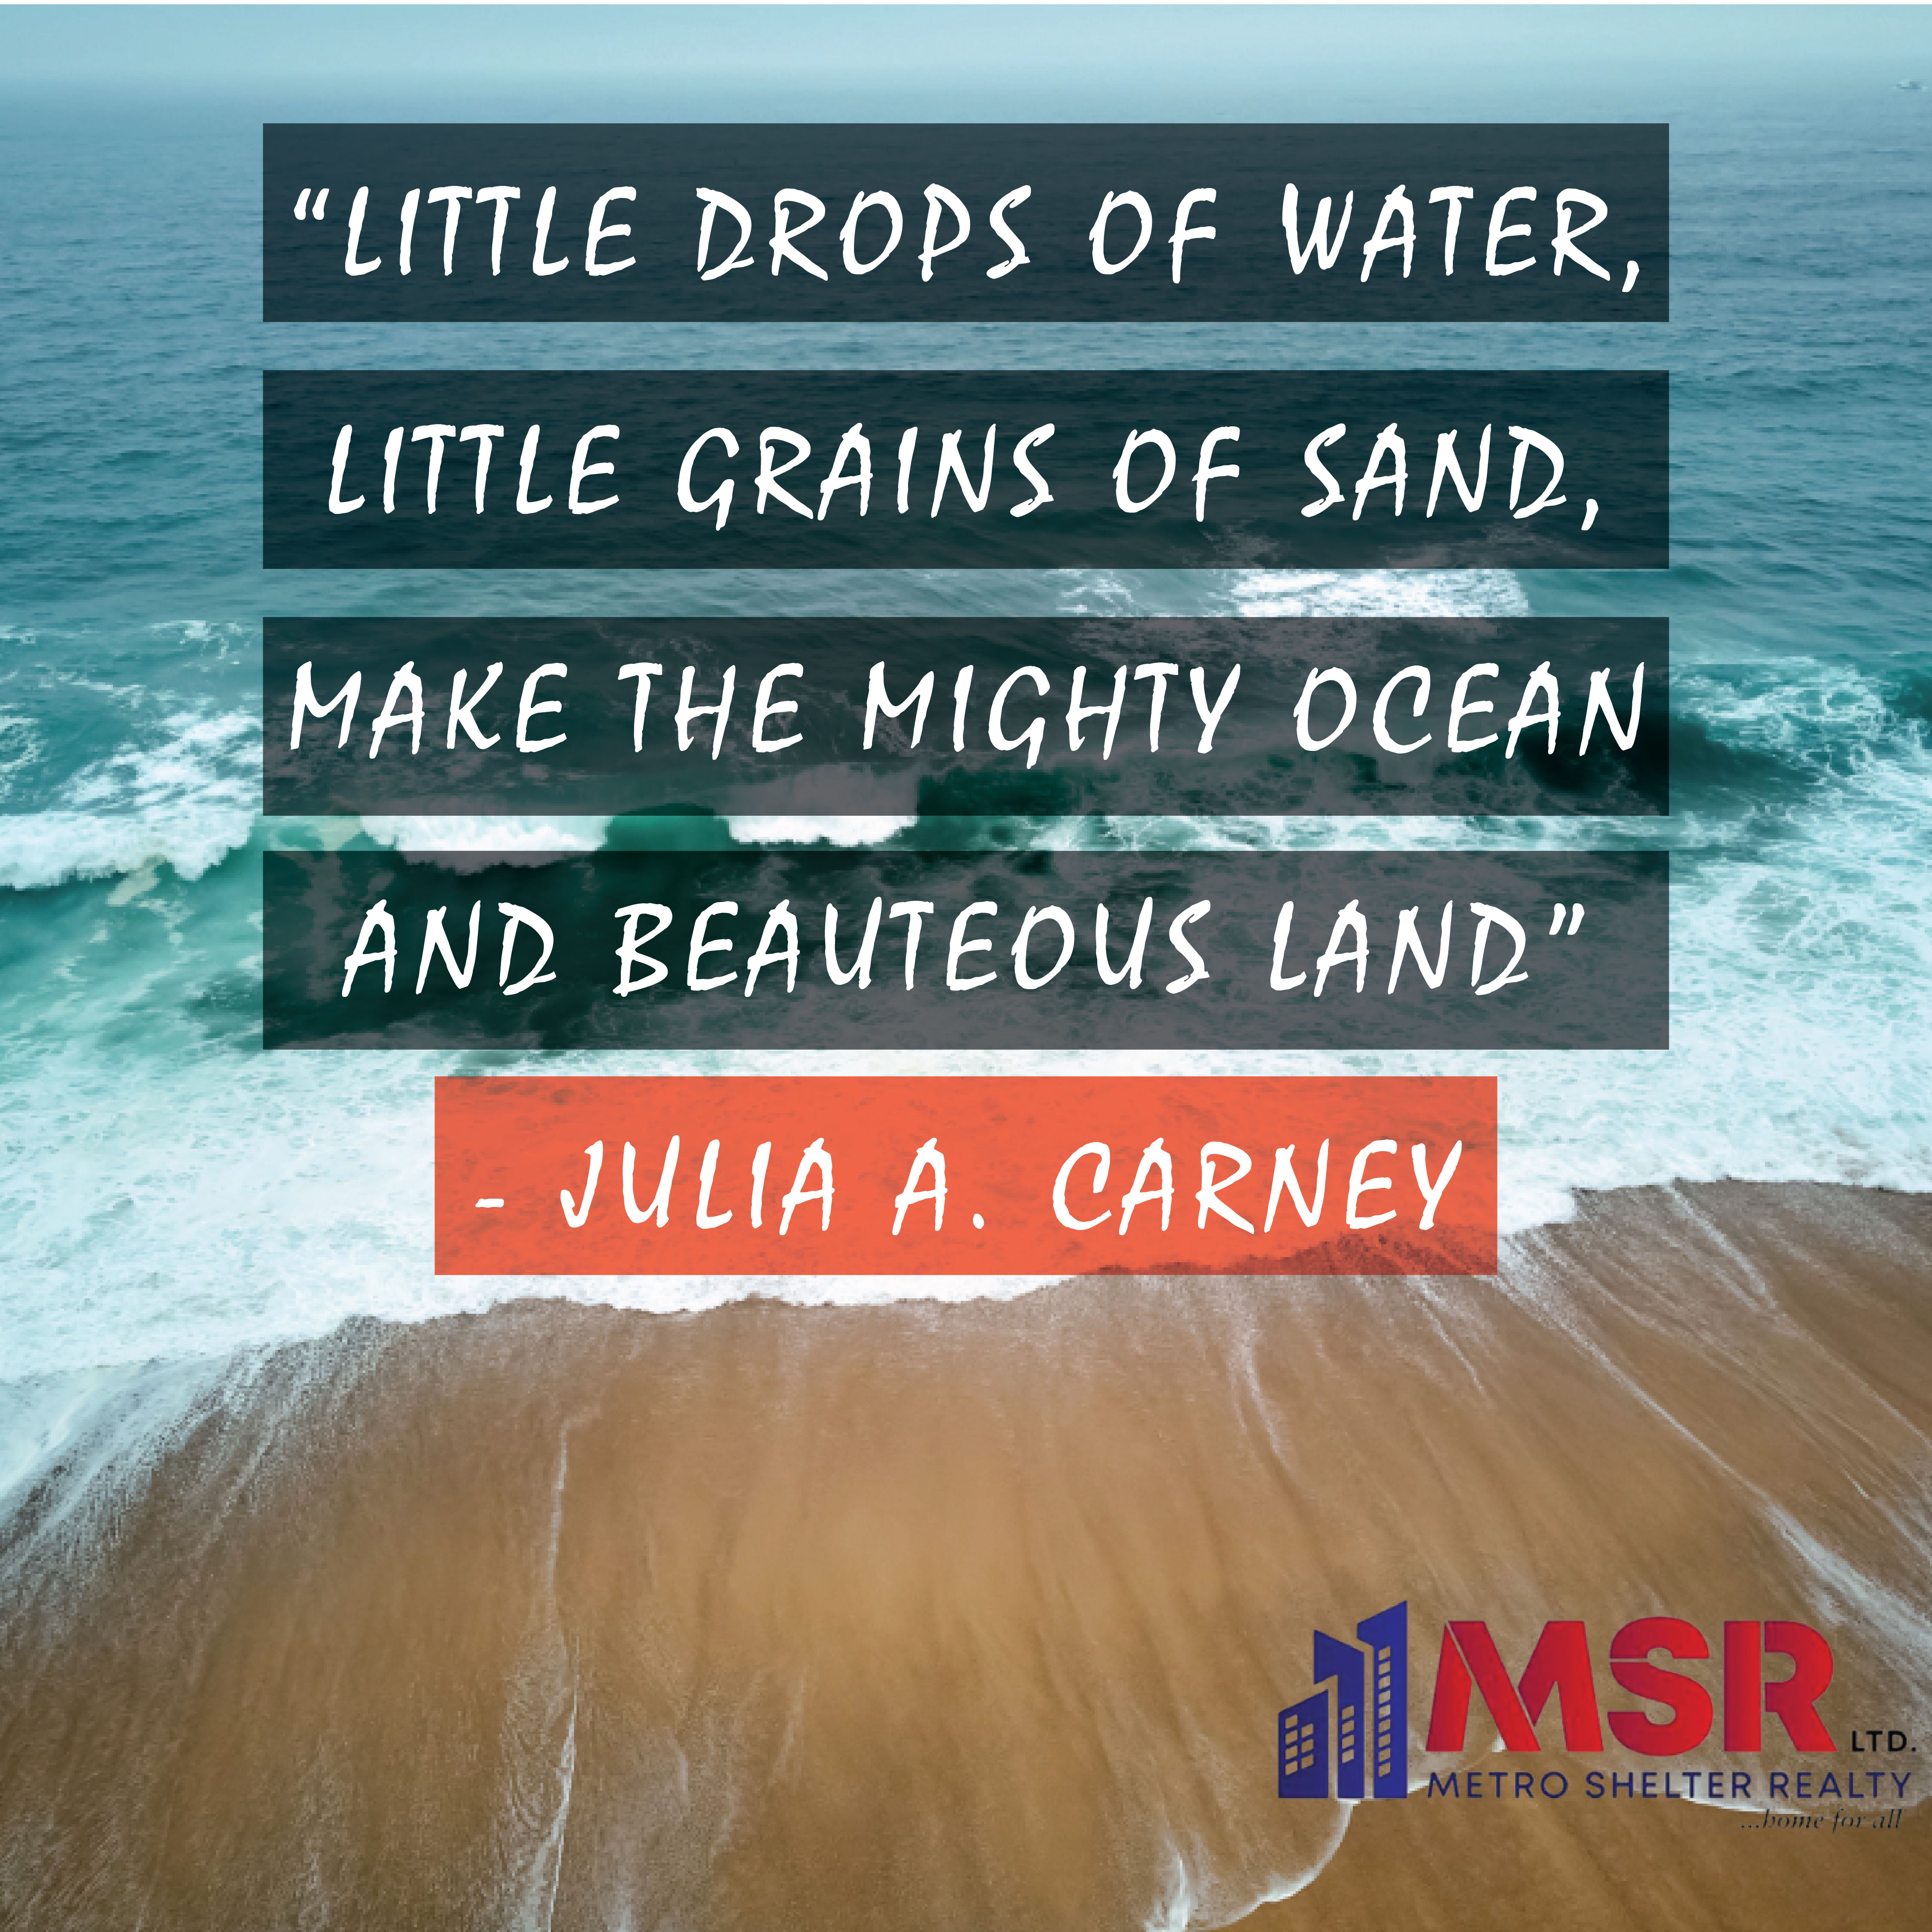 “LITTLE DROPS OF WATER,
LITTLE GRAINS OF SAND,
MAKE THE MIGHTY OCEAN
AND BEAUTEOUS LAND”
- JULIA A. CARNEY
MSR LTD.
METRO SHELTER REALTY
...home for all